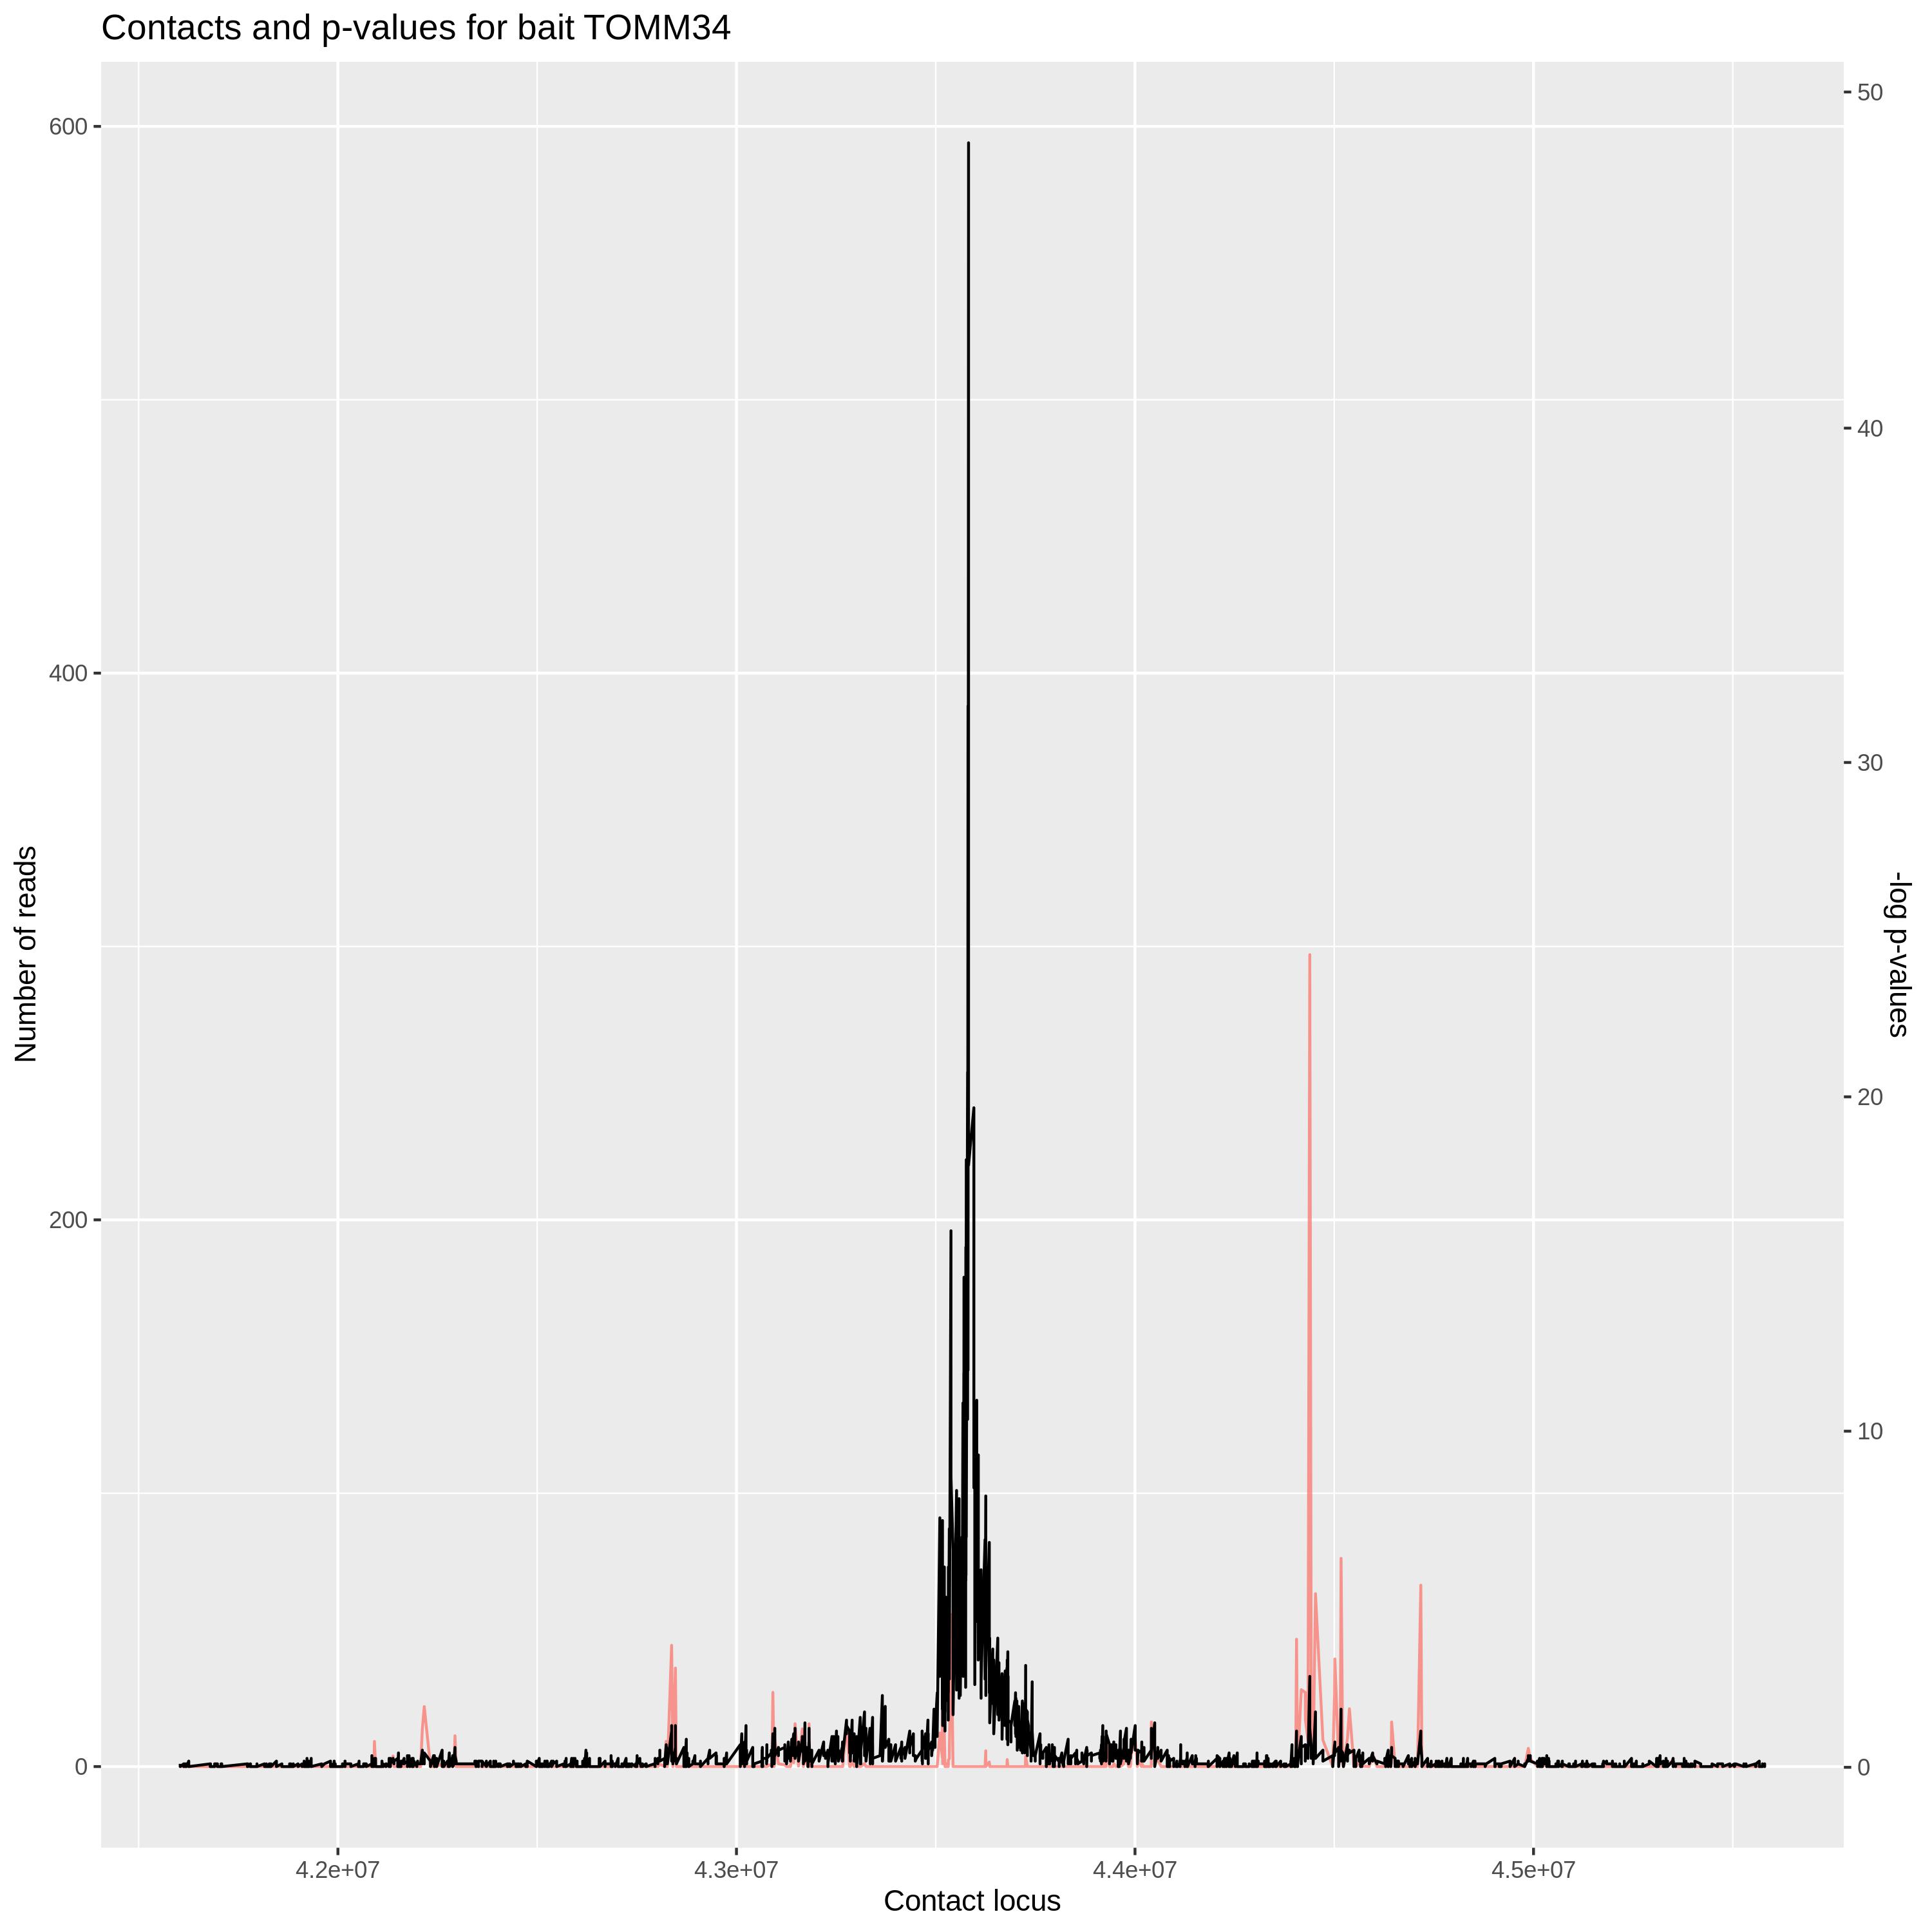 Contacts and p-values for bait TOMM34
600
400
200
0
50
40
30
20
10
0
Number of reads
-log p-values
4.2e+07
4.3e+07
4.4e+07
4.5e+07
Contact locus